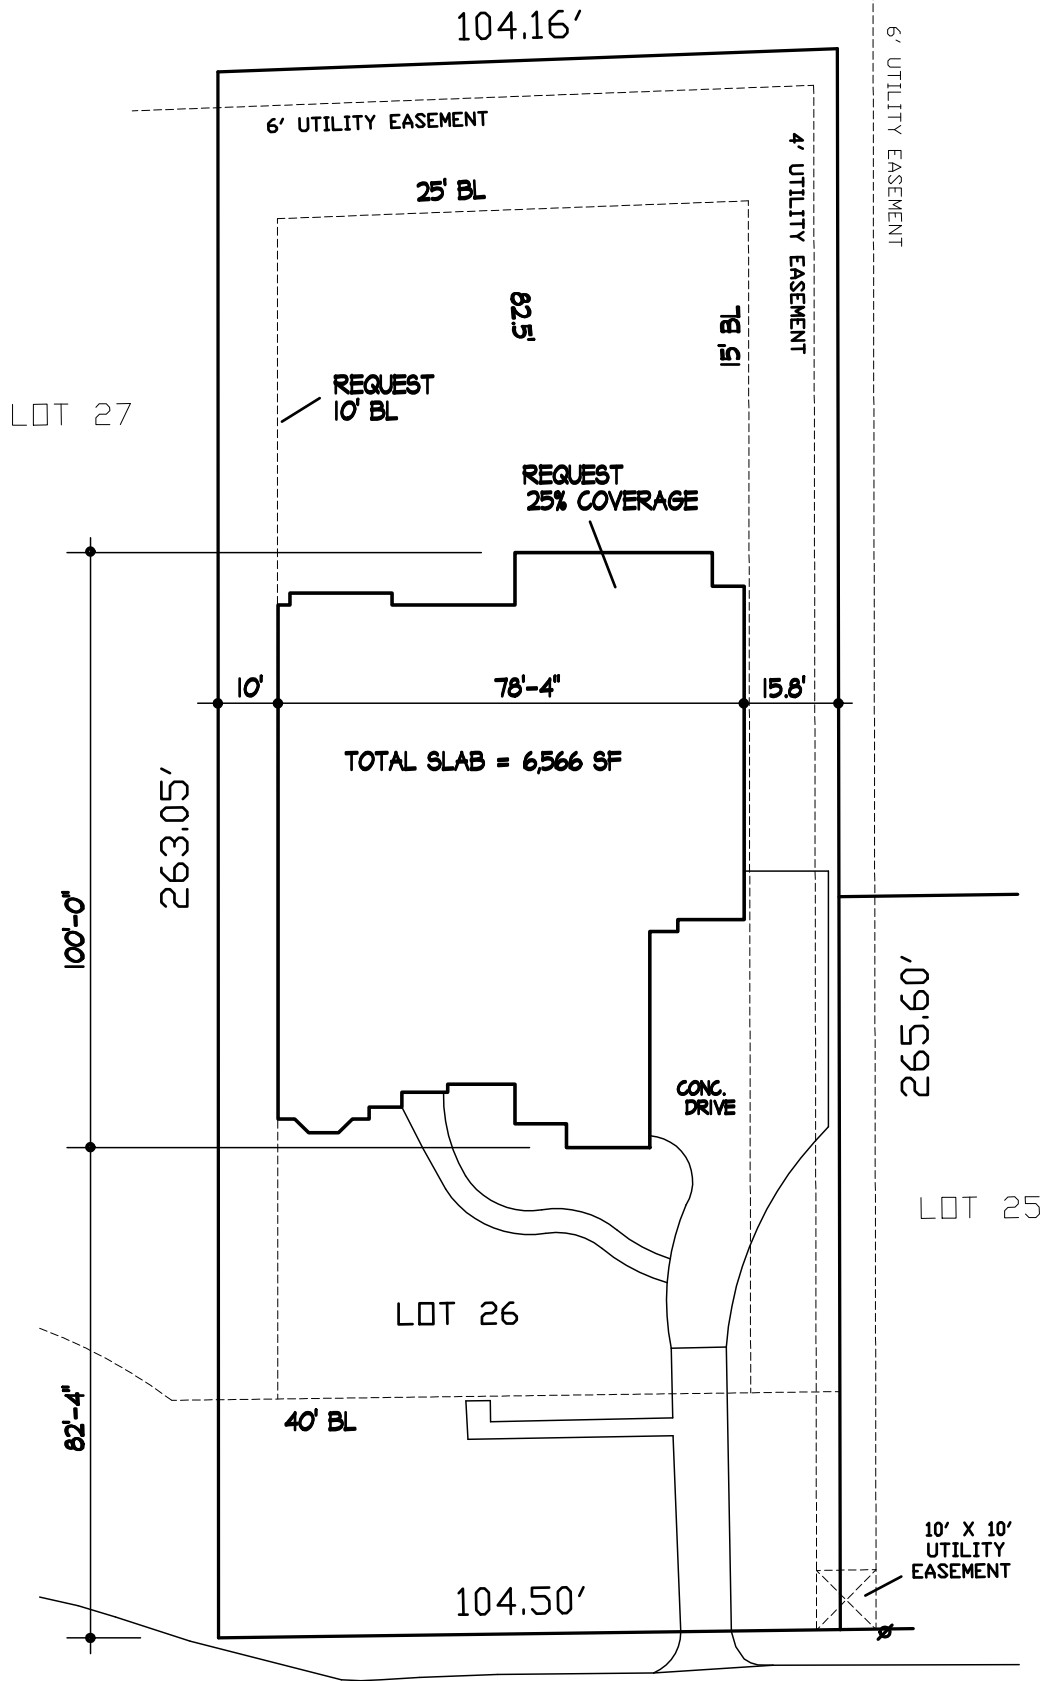 104.16'
6' UTILITY EASEMENT
6' UTILITY EASEMENT
4' UTILITY EASEMENT
25' BL
82.5'
15' BL
REQUEST
10' BL
LOT 27
REQUEST
25% COVERAGE
10'
78'-4"
15.8'
TOTAL SLAB = 6,566 SF
263.05'
100'-0"
265.60'
CONC.
DRIVE
LOT 25
LOT 26
82'-4"
40' BL
10' X 10'
UTILITY
EASEMENT
104.50'